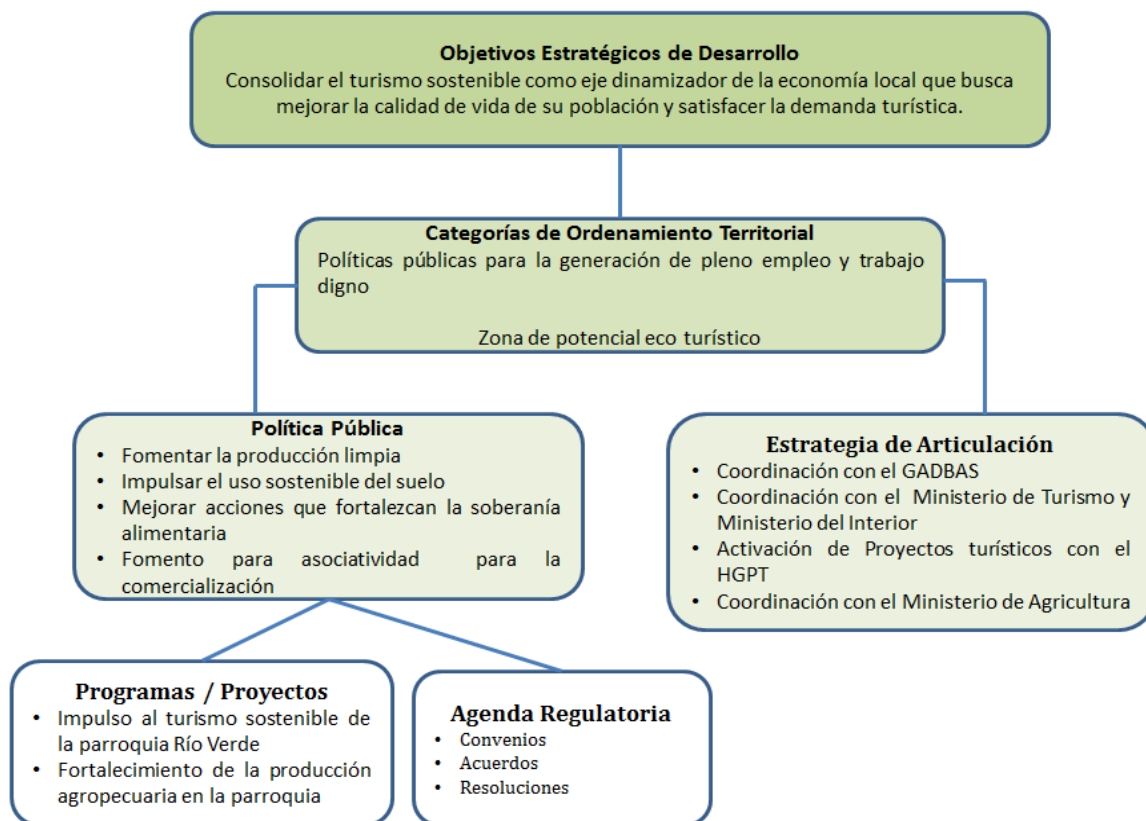 Objetivos Estratégicos de Desarrollo
Consolidar el turismo sostenible como eje dinamizador de la economía local que busca
mejorar la calidad de vida de su población y satisfacer la demanda turística.
Categorías de Ordenamiento Territorial
Políticas públicas para la generación de pleno empleo y trabajo
digno
Zona de potencial eco turístico
Política Pública
• Fomentar la producción limpia
• Impulsar el uso sostenible del suelo
• Mejorar acciones que fortalezcan la soberanía
alimentaria
• Fomento para asociatividad para la
comercialización
Estrategia de Articulación
• Coordinación con el GADBAS
• Coordinación con el Ministerio de Turismo y
Ministerio del Interior
• Activación de Proyectos turísticos con el
HGPT
• Coordinación con el Ministerio de Agricultura
Programas / Proyectos
• Impulso al turismo sostenible de
la parroquia Río Verde
• Fortalecimiento de la producción
agropecuaria en la parroquia
Agenda Regulatoria
• Convenios
• Acuerdos
• Resoluciones